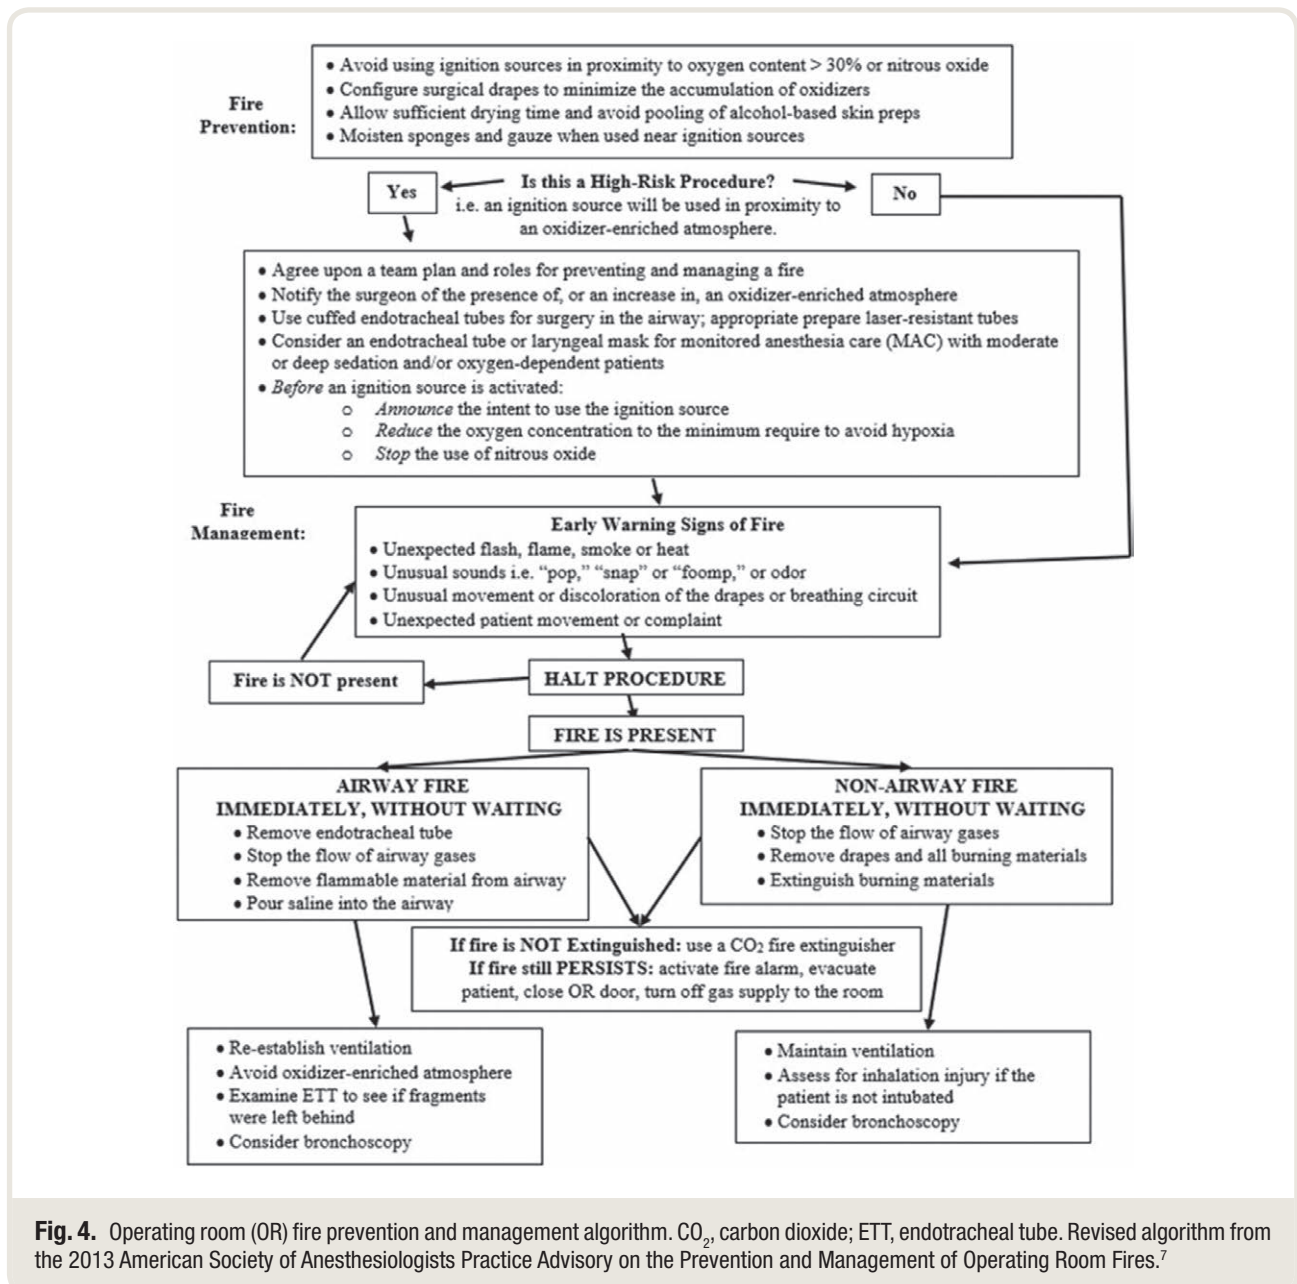 Fire
Prevention:
• Avoid using ignition sources in proximity to oxygen content > 30% or nitrous oxide
• Configure surgical drapes to minimize the accumulation of oxidizers
• Allow sufficient drying time and avoid pooling of alcohol-based skin preps
• Moisten sponges and gauze when used near ignition sources
Yes
Is this a High-Risk Procedure?
i.e. an ignition source will be used in proximity to
an oxidizer-enriched atmosphere.
No
• Agree upon a team plan and roles for preventing and managing a fire
• Notify the surgeon of the presence of, or an increase in, an oxidizer-enriched atmosphere
• Use cuffed endotracheal tubes for surgery in the airway; appropriate prepare laser-resistant tubes
• Consider an endotracheal tube or laryngeal mask for monitored anesthesia care (MAC) with moderate
or deep sedation and/or oxygen-dependent patients
• Before an ignition source is activated:
o Announce the intent to use the ignition source
o Reduce the oxygen concentration to the minimum require to avoid hypoxia
o Stop the use of nitrous oxide
Fire
Management:
Early Warning Signs of Fire
• Unexpected flash, flame, smoke or heat
• Unusual sounds i.e. “pop,” “snap” or “foomp,” or odor
• Unusual movement or discoloration of the drapes or breathing circuit
• Unexpected patient movement or complaint
Fire is NOT present
HALT PROCEDURE
FIRE IS PRESENT
AIRWAY FIRE
IMMEDIATELY, WITHOUT WAITING
• Remove endotracheal tube
• Stop the flow of airway gases
• Remove flammable material from airway
• Pour saline into the airway
NON-AIRWAY FIRE
IMMEDIATELY, WITHOUT WAITING
• Stop the flow of airway gases
• Remove drapes and all burning materials
• Extinguish burning materials
If fire is NOT Extinguished: use a CO₂ fire extinguisher
If fire still PERSISTS: activate fire alarm, evacuate
patient, close OR door, turn off gas supply to the room
• Re-establish ventilation
• Avoid oxidizer-enriched atmosphere
• Examine ETT to see if fragments
were left behind
• Consider bronchoscopy
• Maintain ventilation
• Assess for inhalation injury if the
patient is not intubated
• Consider bronchoscopy
Fig. 4. Operating room (OR) fire prevention and management algorithm. CO₂, carbon dioxide; ETT, endotracheal tube. Revised algorithm from
the 2013 American Society of Anesthesiologists Practice Advisory on the Prevention and Management of Operating Room Fires.⁷